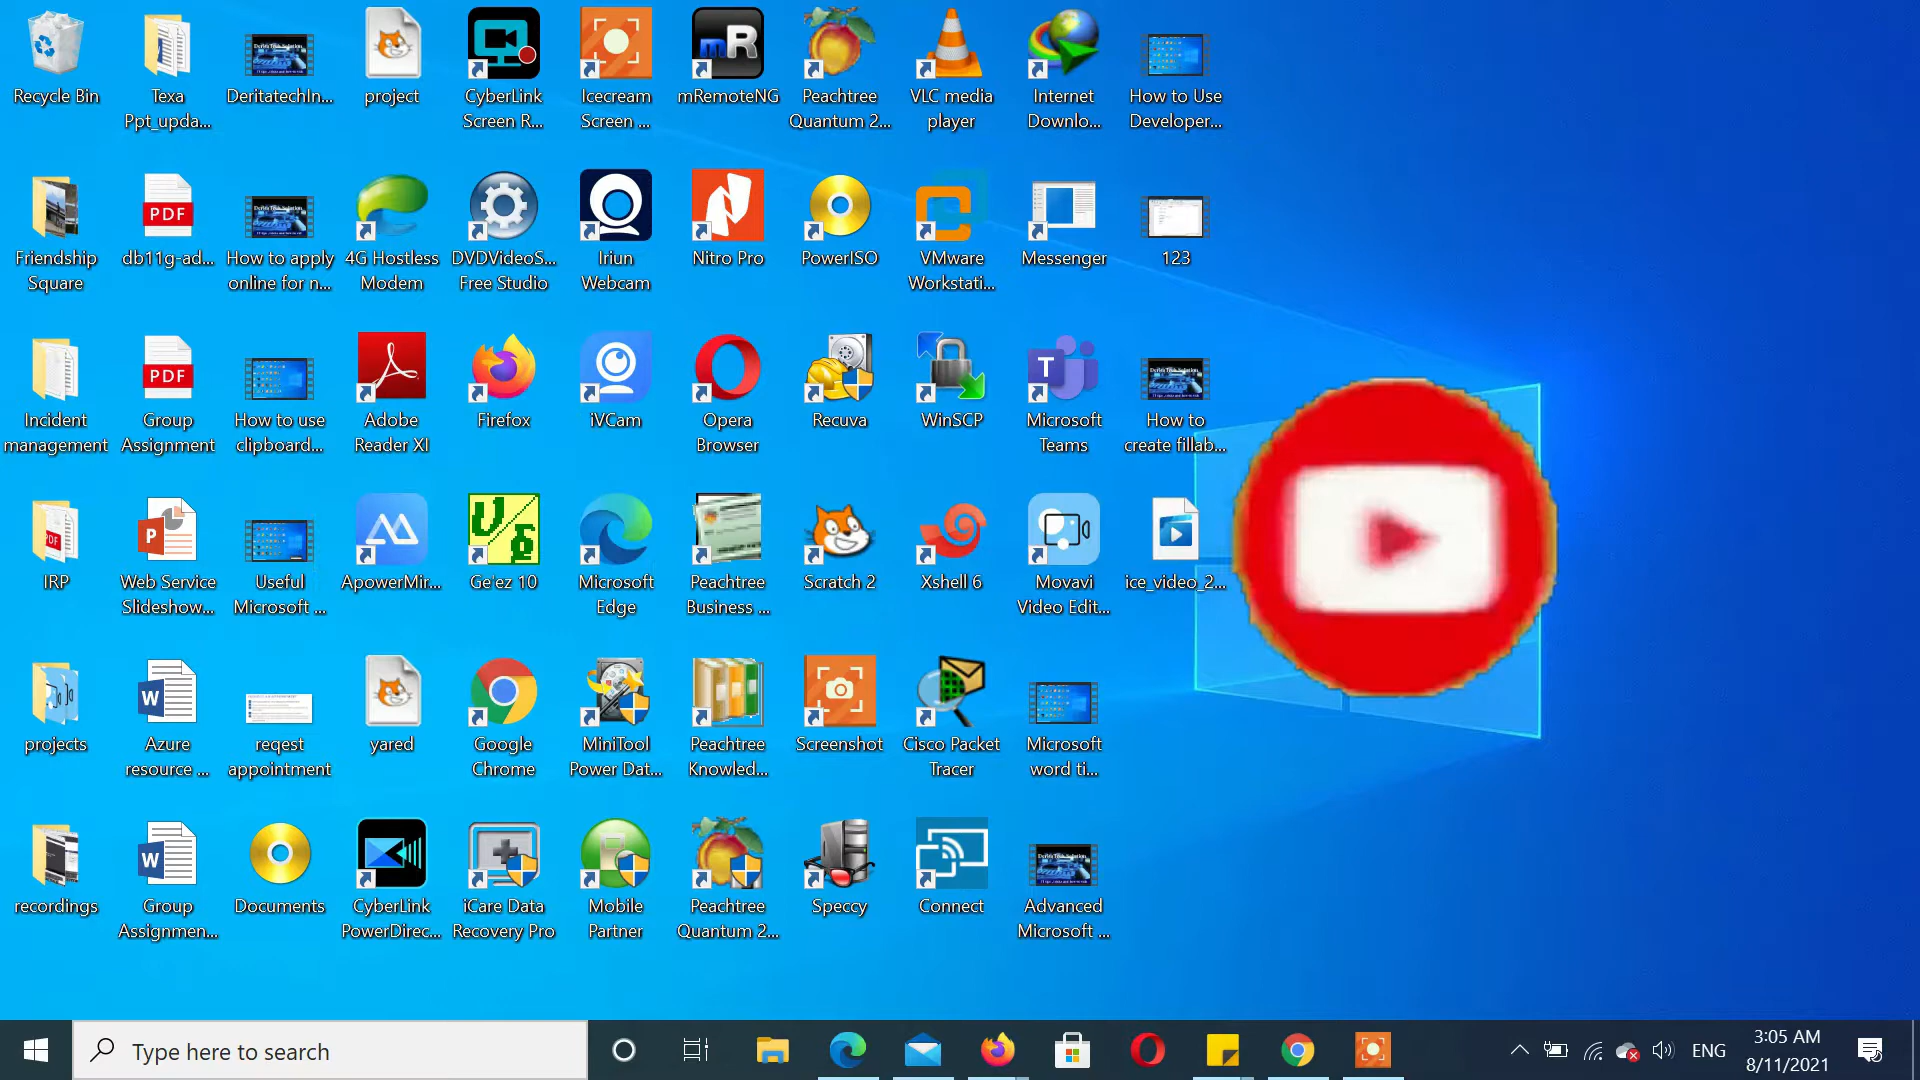 Recycle Bin
Texa
Ppt_upda...
DeritatechIn...
project
CyberLink
Screen R...
Icecream
Screen ...
mRemoteNG
Peachtree
Quantum 2...
VLC media
player
Internet
Downlo...
How to Use
Developer...
Friendship
Square
PDF
db11g-ad...
How to apply
online for n...
4G Hostless
Modem
DVDVideoS...
Free Studio
Iriun
Webcam
Nitro Pro
PowerISO
VMware
Workstati...
Messenger
123
Incident
management
PDF
Group
Assignment
How to use
clipboard...
Adobe
Reader XI
Firefox
iVCam
Opera
Browser
Recuva
WinSCP
Microsoft
Teams
How to
create fillab...
IRP
Web Service
Slideshow...
Useful
Microsoft ...
ApowerMir...
Ge'ez 10
Microsoft
Edge
Peachtree
Business ...
Scratch 2
Xshell 6
Movavi
Video Edit...
ice_video_2...
projects
Azure
resource ...
reqest
appointment
yared
Google
Chrome
MiniTool
Power Dat...
Peachtree
Knowled...
Screenshot
Cisco Packet
Tracer
Microsoft
word ti...
recordings
Group
Assignmen...
Documents
CyberLink
PowerDirec...
iCare Data
Recovery Pro
Mobile
Partner
Peachtree
Quantum 2...
Speccy
Connect
Advanced
Microsoft ...
Type here to search
ENG
3:05 AM
8/11/2021